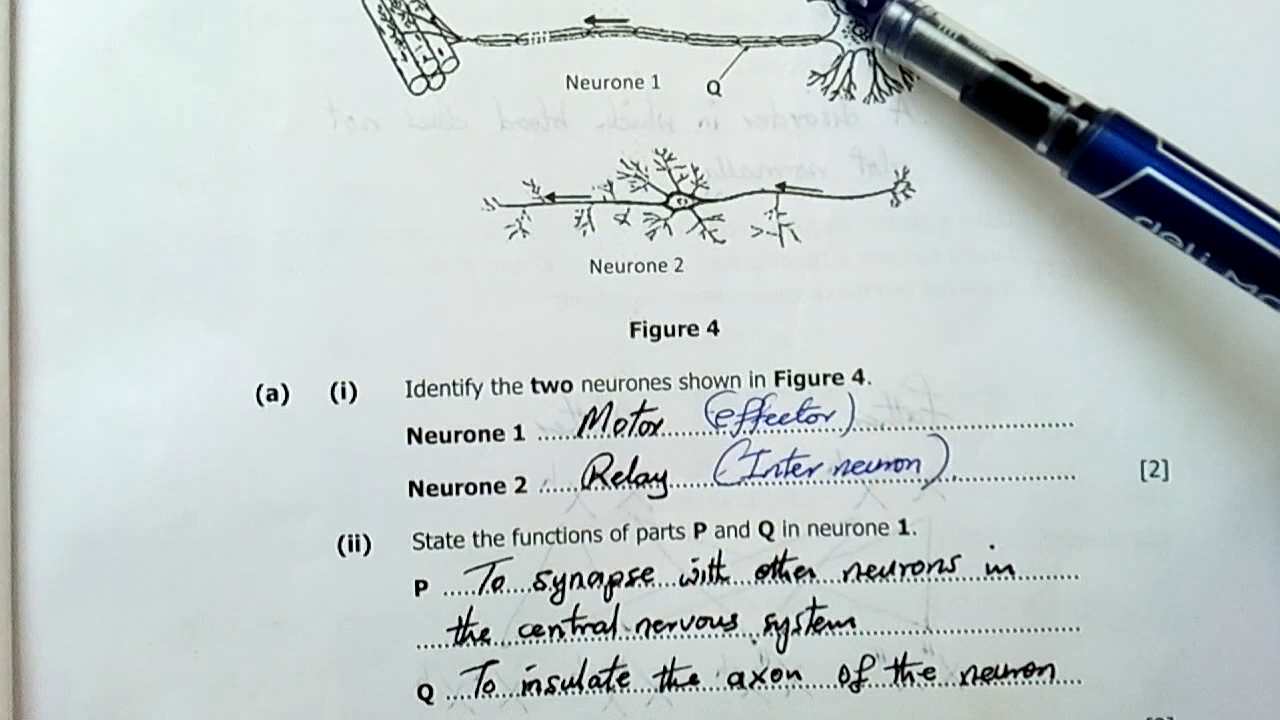 Neurone 1 Q
Neurone 2
Figure 4
(a) (i) Identify the two neurones shown in Figure 4.
Neurone 1 Motor (effector)
Neurone 2 Relay (Inter neuron) [2]
(ii) State the functions of parts P and Q in neurone 1.
P To synapse with other neurons in
the central nervous system
Q To insulate the axon of the neuron
deli